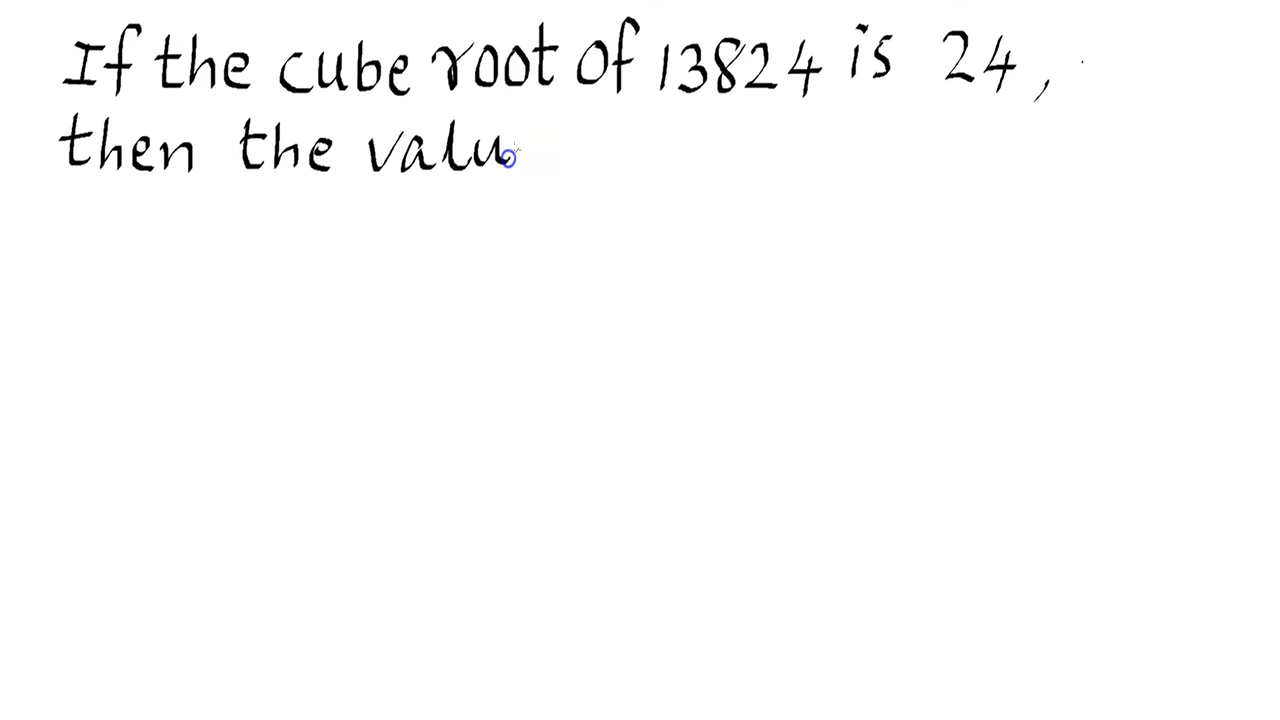 If the cube root of 13824 is 24,
then the valu